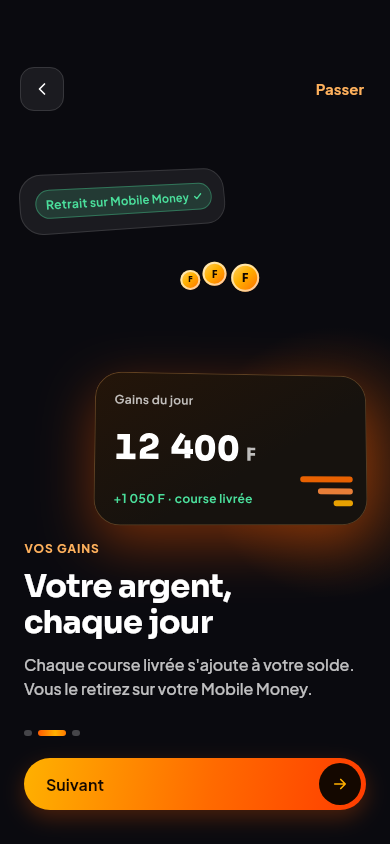 Passer
Retrait sur Mobile Money ✓
F F F
Gains du jour
12 400 F
+1 050 F · course livrée
VOS GAINS
Votre argent,
chaque jour
Chaque course livrée s'ajoute à votre solde.
Vous le retirez sur votre Mobile Money.
Suivant